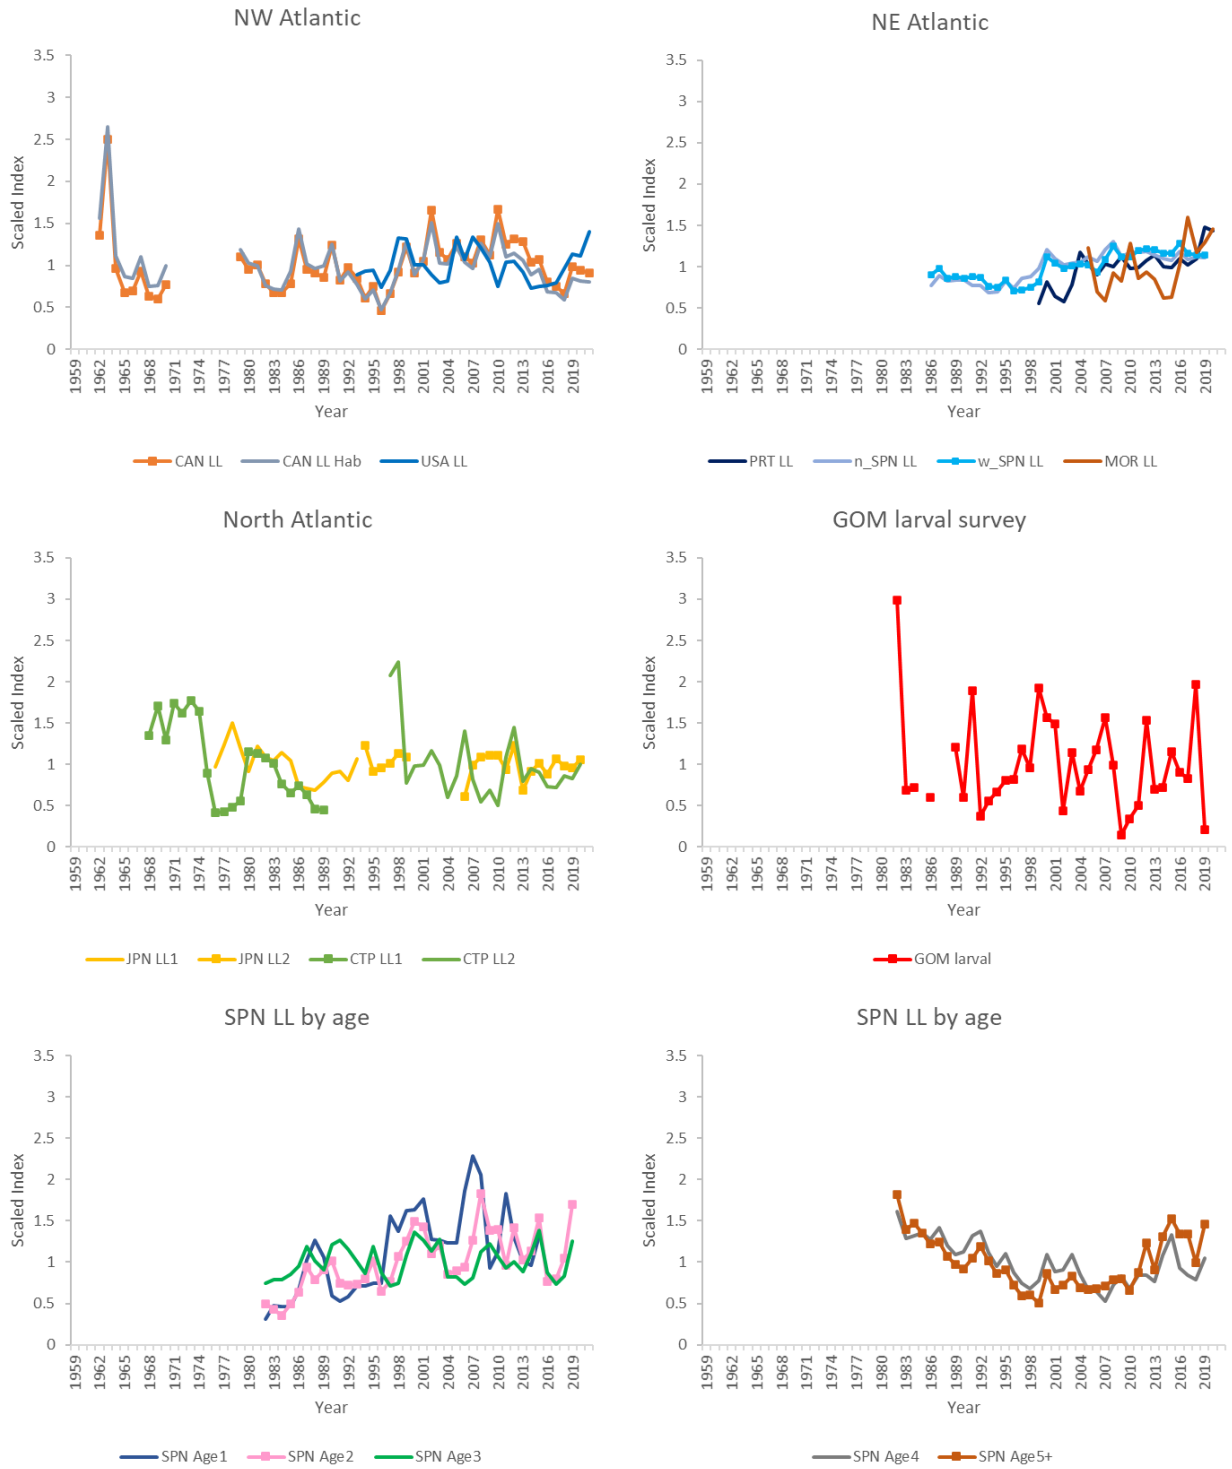 NW Atlantic
Scaled Index
3.5
3
2.5
2
1.5
1
0.5
0
1959 1962 1965 1968 1971 1974 1977 1980 1983 1986 1989 1992 1995 1998 2001 2004 2007 2010 2013 2016 2019
Year
CAN LL CAN LL Hab USA LL
NE Atlantic
Scaled Index
3.5
3
2.5
2
1.5
1
0.5
0
1959 1962 1965 1968 1971 1974 1977 1980 1983 1986 1989 1992 1995 1998 2001 2004 2007 2010 2013 2016 2019
Year
PRT LL n_SPN LL w_SPN LL MOR LL
North Atlantic
Scaled Index
3.5
3
2.5
2
1.5
1
0.5
0
1959 1962 1965 1968 1971 1974 1977 1980 1983 1986 1989 1992 1995 1998 2001 2004 2007 2010 2013 2016 2019
Year
JPN LL1 JPN LL2 CTP LL1 CTP LL2
GOM larval survey
Scaled Index
3.5
3
2.5
2
1.5
1
0.5
0
1959 1962 1965 1968 1971 1974 1977 1980 1983 1986 1989 1992 1995 1998 2001 2004 2007 2010 2013 2016 2019
Year
GOM larval
SPN LL by age
Scaled Index
3.5
3
2.5
2
1.5
1
0.5
0
1959 1962 1965 1968 1971 1974 1977 1980 1983 1986 1989 1992 1995 1998 2001 2004 2007 2010 2013 2016 2019
Year
SPN Age1 SPN Age2 SPN Age3
SPN LL by age
Scaled Index
3.5
3
2.5
2
1.5
1
0.5
0
1959 1962 1965 1968 1971 1974 1977 1980 1983 1986 1989 1992 1995 1998 2001 2004 2007 2010 2013 2016 2019
Year
SPN Age4 SPN Age5+